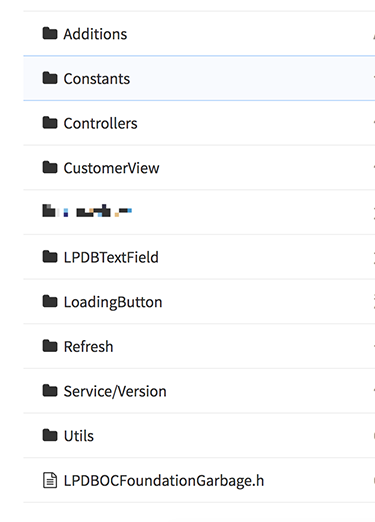 Additions
Constants
Controllers
CustomerView
LPDBTextField
LoadingButton
Refresh
Service/Version
Utils
LPDBOCFoundationGarbage.h